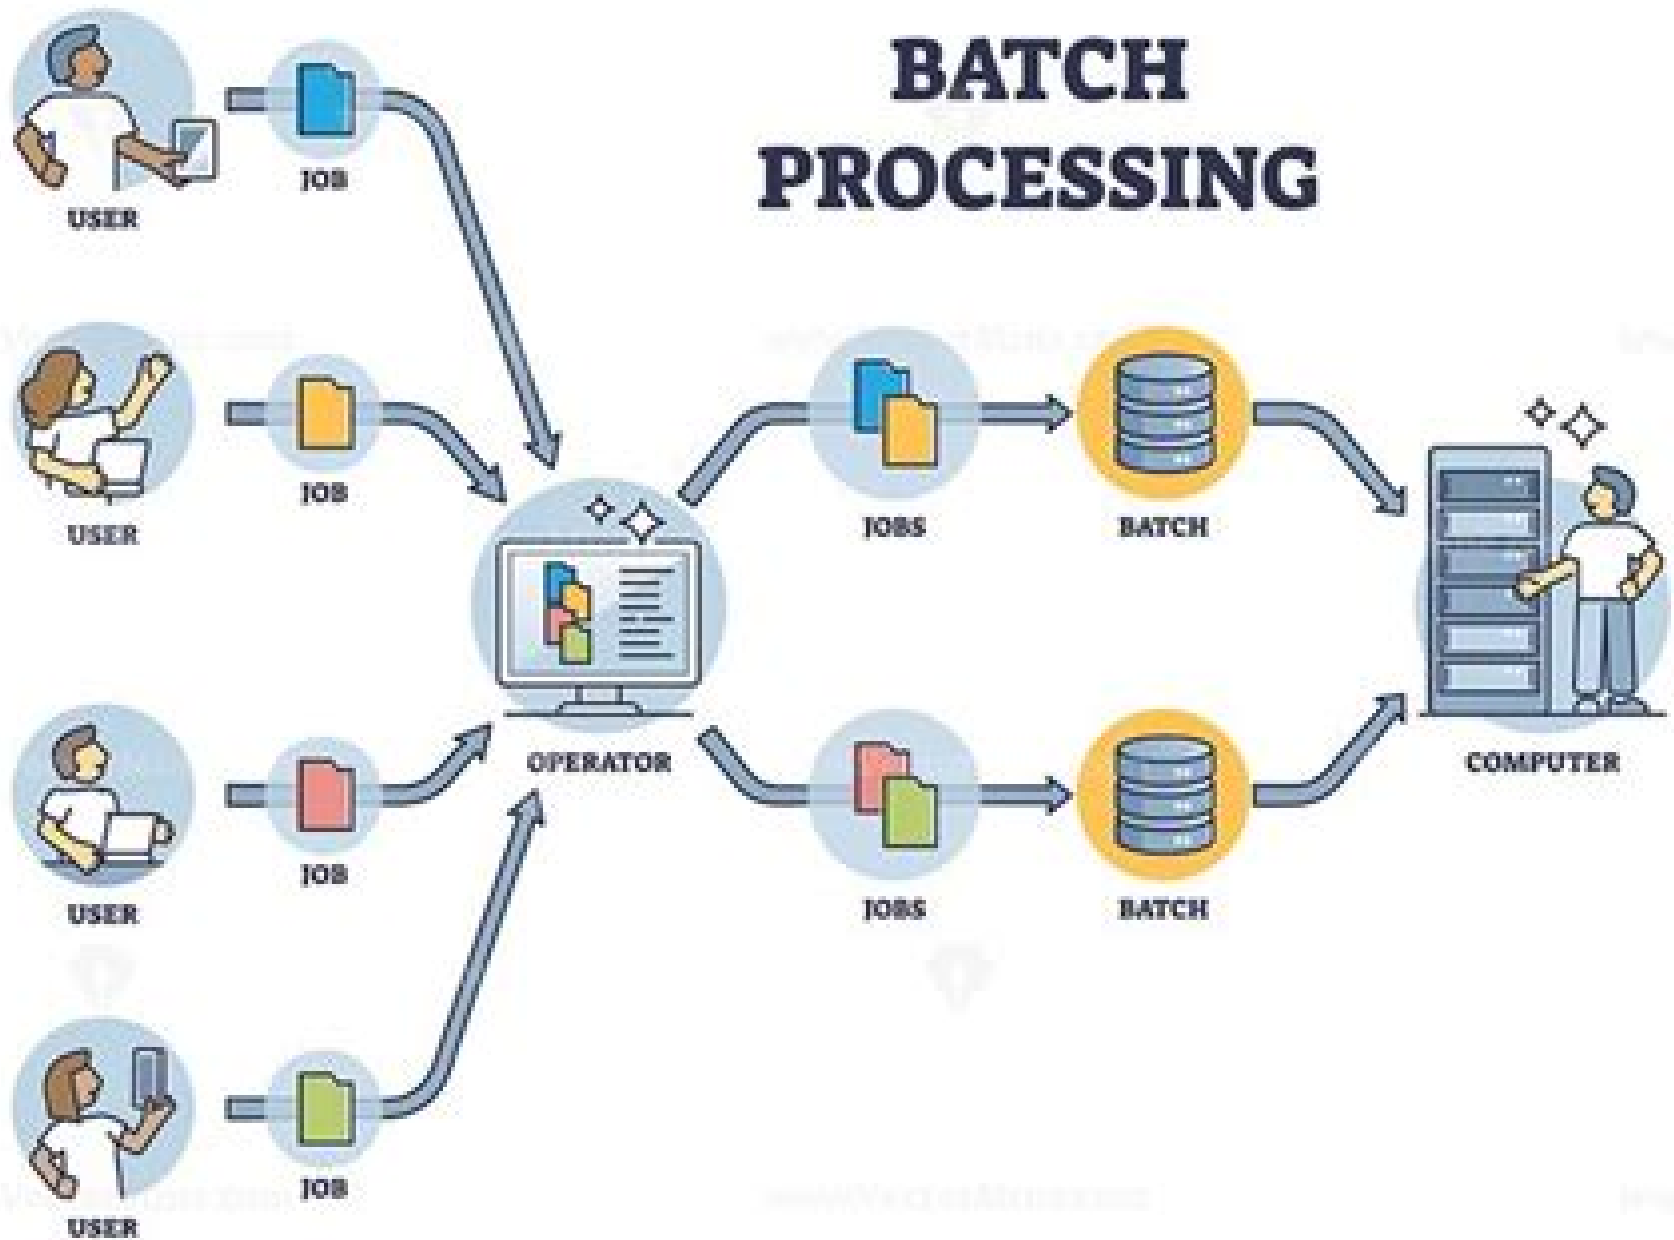 BATCH
PROCESSING
JOB
USER
JOB
USER
JOBS
BATCH
OPERATOR
COMPUTER
JOB
USER
JOBS
BATCH
JOB
USER